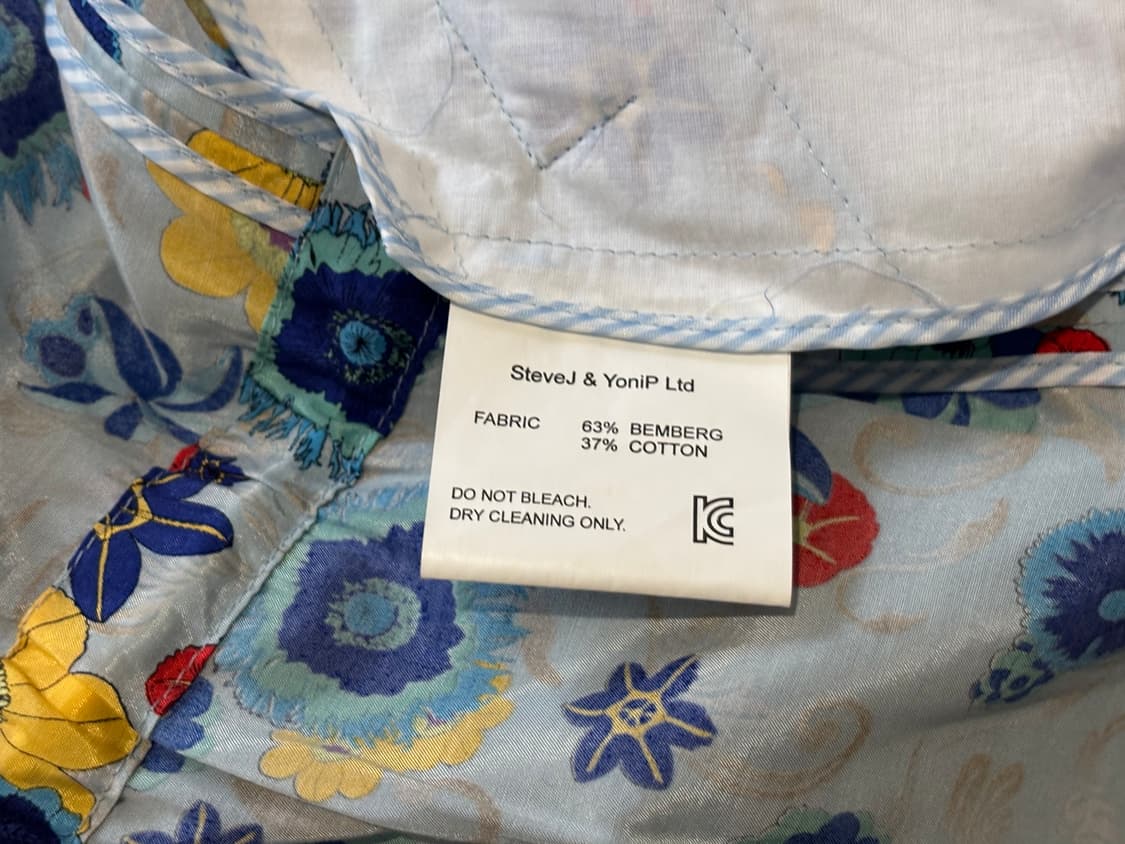 SteveJ & YoniP Ltd
FABRIC 63% BEMBERG
37% COTTON
DO NOT BLEACH.
DRY CLEANING ONLY.
KC